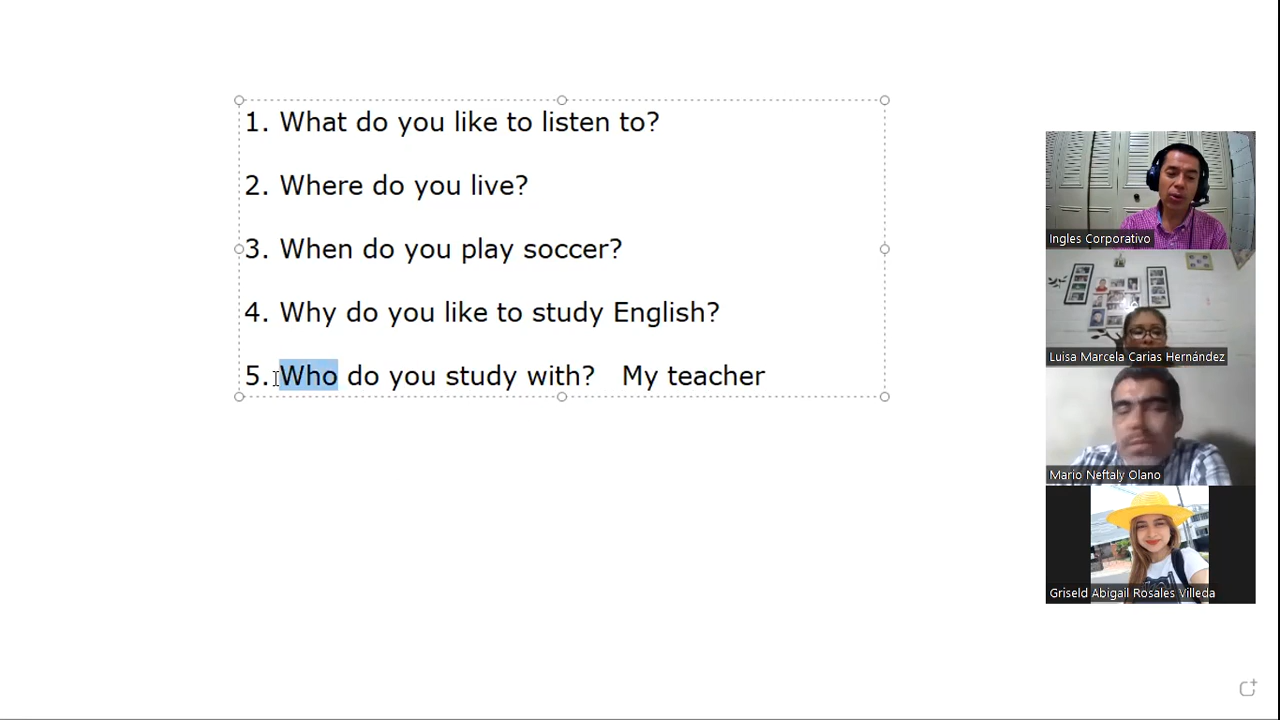 1. What do you like to listen to?
2. Where do you live?
3. When do you play soccer?
4. Why do you like to study English?
5. Who do you study with?   My teacher
Ingles Corporativo
Luisa Marcela Carias Hernández
Mario Neftaly Olano
Griseld Abigail Rosales Villeda